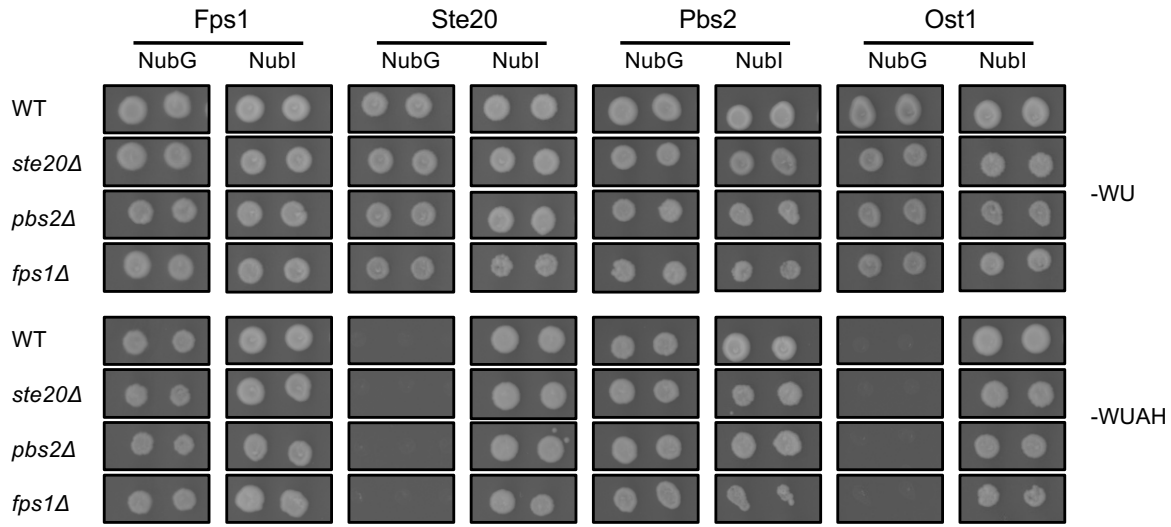 Fps1 Ste20 Pbs2 Ost1
NubG NubI NubG NubI NubG NubI NubG NubI
WT
ste20Δ
pbs2Δ
fps1Δ
-WU
WT
ste20Δ
pbs2Δ
fps1Δ
-WUAH